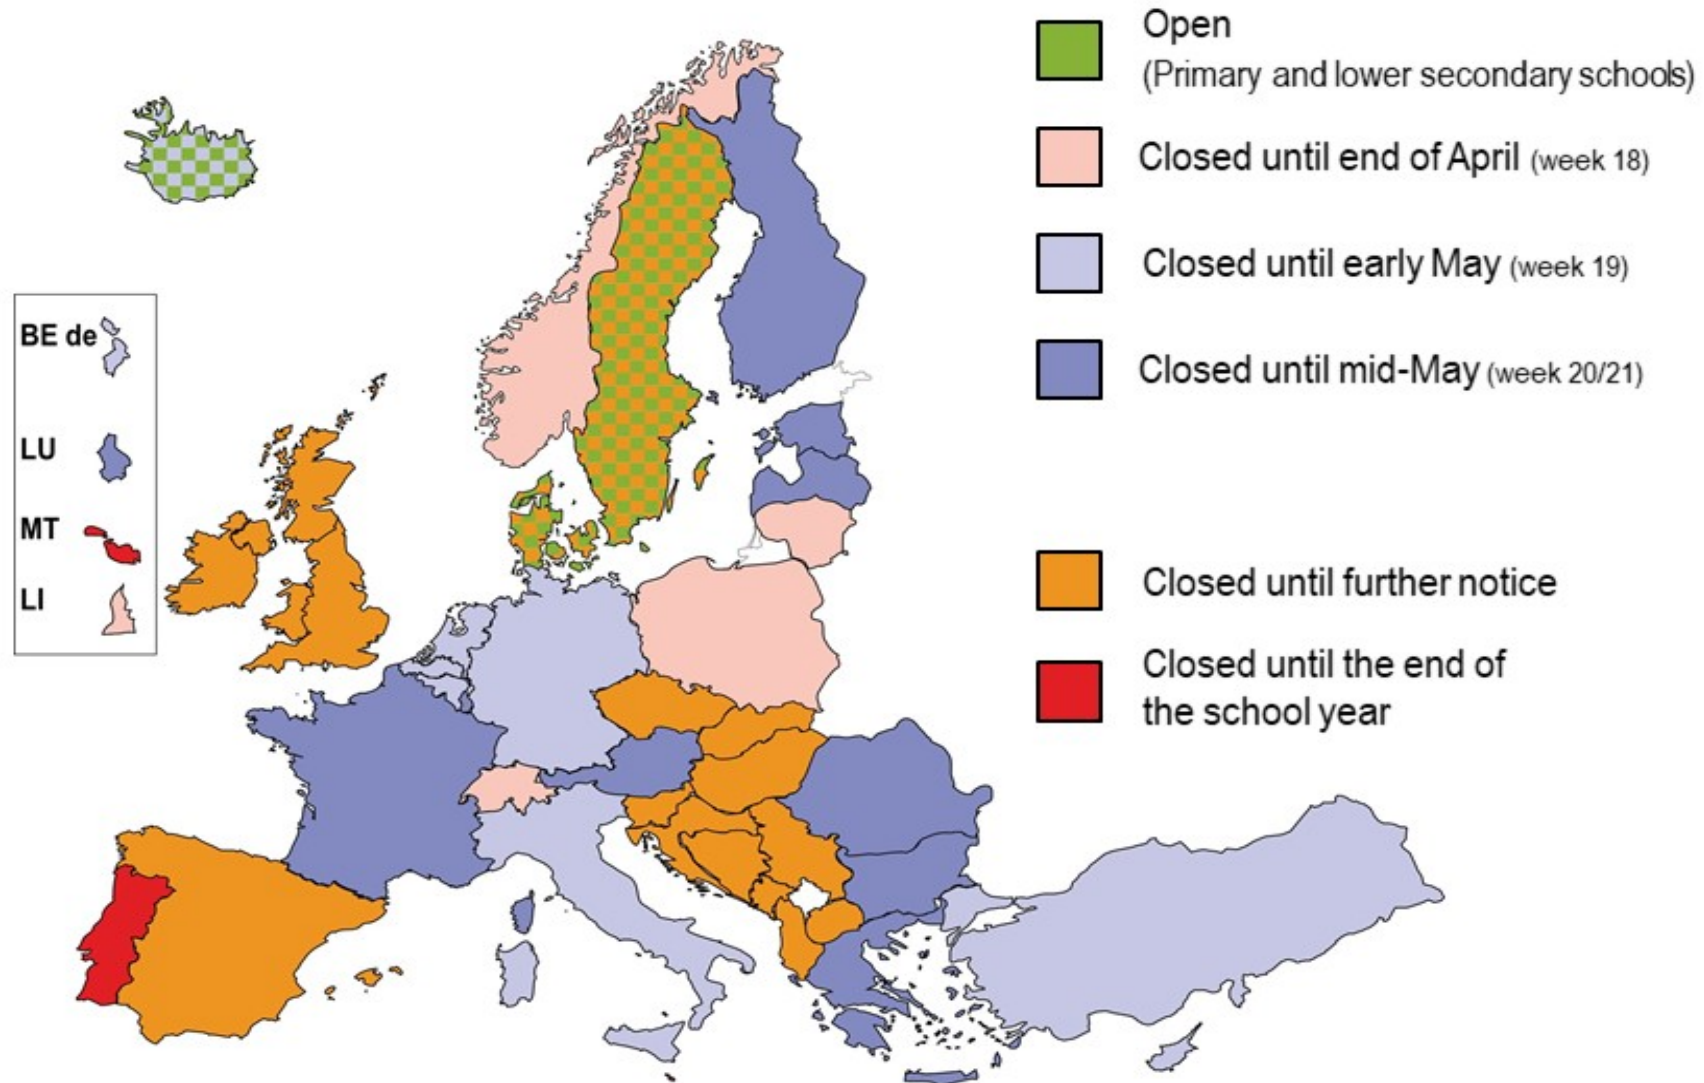 Open
(Primary and lower secondary schools)
Closed until end of April (week 18)
Closed until early May (week 19)
Closed until mid-May (week 20/21)
Closed until further notice
Closed until the end of
the school year
BE de
LU
MT
LI